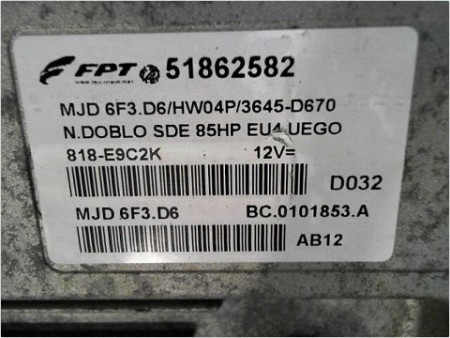 FPT 51862582
MJD 6F3.D6/HW04P/3645-D670
N.DOBLO SDE 85HP EU4 UEGO
818-E9C2K 12V=
D032
MJD 6F3.D6 BC.0101853.A
AB12